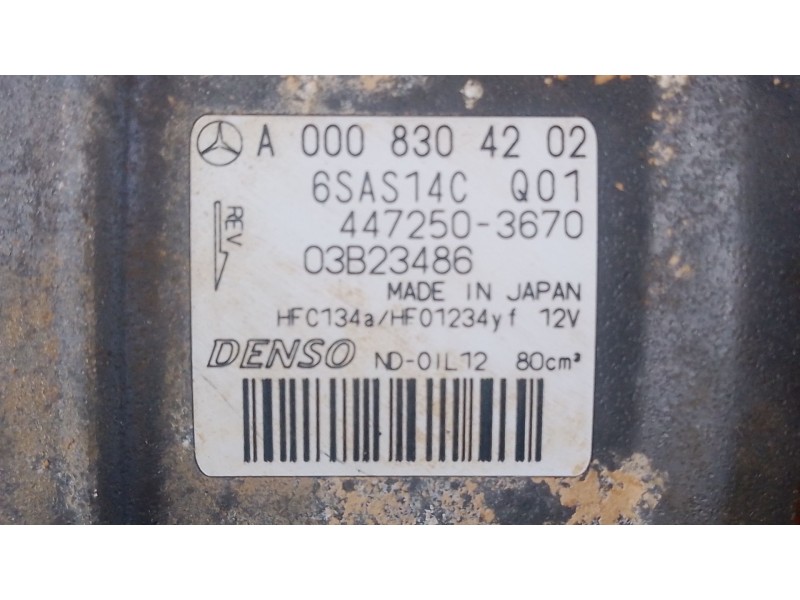 A 000 830 42 02
6SAS14C Q01
REV
447250-3670
03B23486
MADE IN JAPAN
HFC134a/HFO1234yf 12V
DENSO ND-OIL12 80cm³